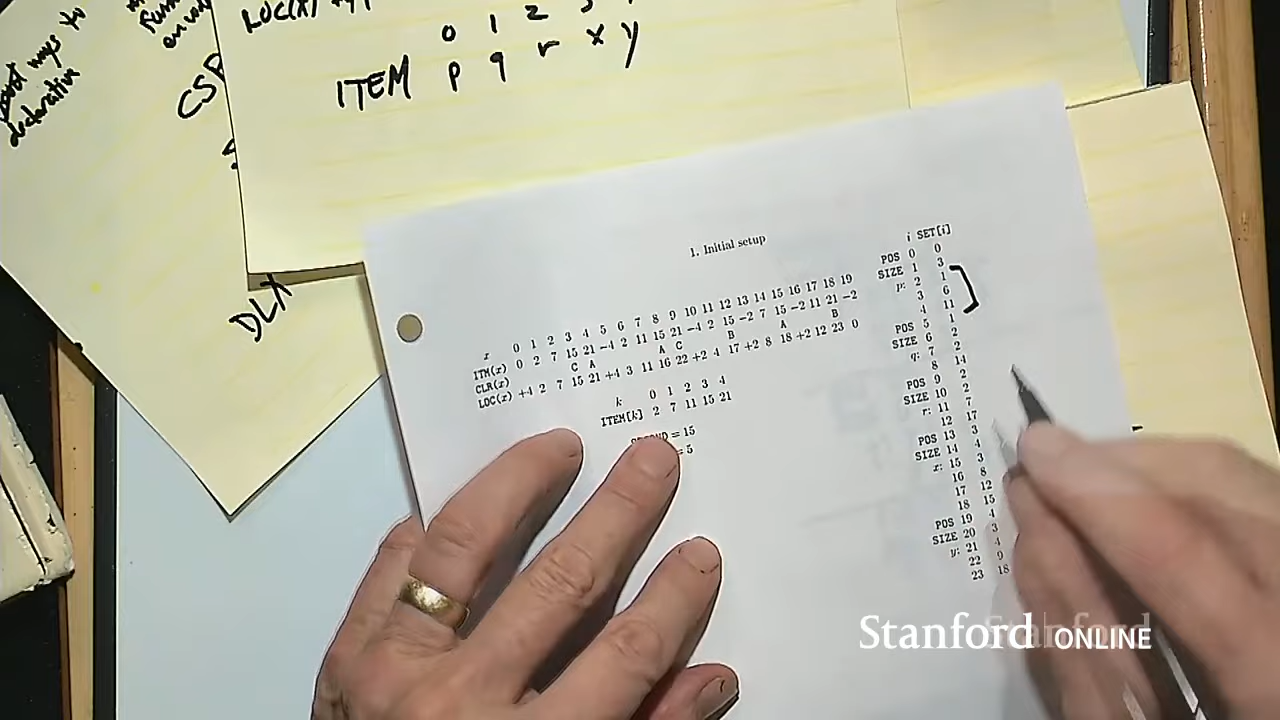 LOC(x)
0 1 2
ITEM p q r x y
ways to
declarative
CSP
DLX
1. Initial setup
x 0 1 2 3 4 5 6 7 8 9 10 11 12 13 14 15 16 17 18 19
ITM(x) 0 2 7 15 21 -4 2 11 15 21 -4 2 15 -2 7 15 -2 11 21 -2
CLR(x) C A A C B A B
LOC(x) +4 2 7 15 21 +4 3 11 16 22 +2 4 17 +2 8 18 +2 12 23 0
k 0 1 2 3 4
ITEM[k] 2 7 11 15 21
= 15
= 5
i SET[i]
POS 0 0
SIZE 1 3
p: 2 1
3 6
4 11
POS 5 1
SIZE 6 2
q: 7 2
8 14
POS 9 2
SIZE 10 2
r: 11 7
12 17
POS 13 3
SIZE 14 4
x: 15 3
16 8
17 12
18 15
POS 19 4
SIZE 20 3
y: 21 4
22 9
23 18
Stanford ONLINE